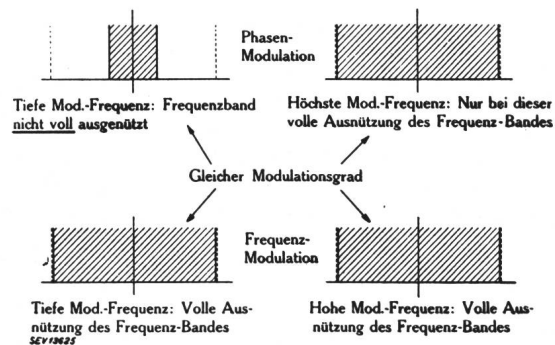 Phasen-
Modulation
Tiefe Mod.-Frequenz: Frequenzband
nicht voll ausgenützt
Höchste Mod.-Frequenz: Nur bei dieser
volle Ausnützung des Frequenz-Bandes
Gleicher Modulationsgrad
Frequenz-
Modulation
Tiefe Mod.-Frequenz: Volle Aus-
nützung des Frequenz-Bandes
SEV13625
Hohe Mod.-Frequenz: Volle Aus-
nützung des Frequenz-Bandes